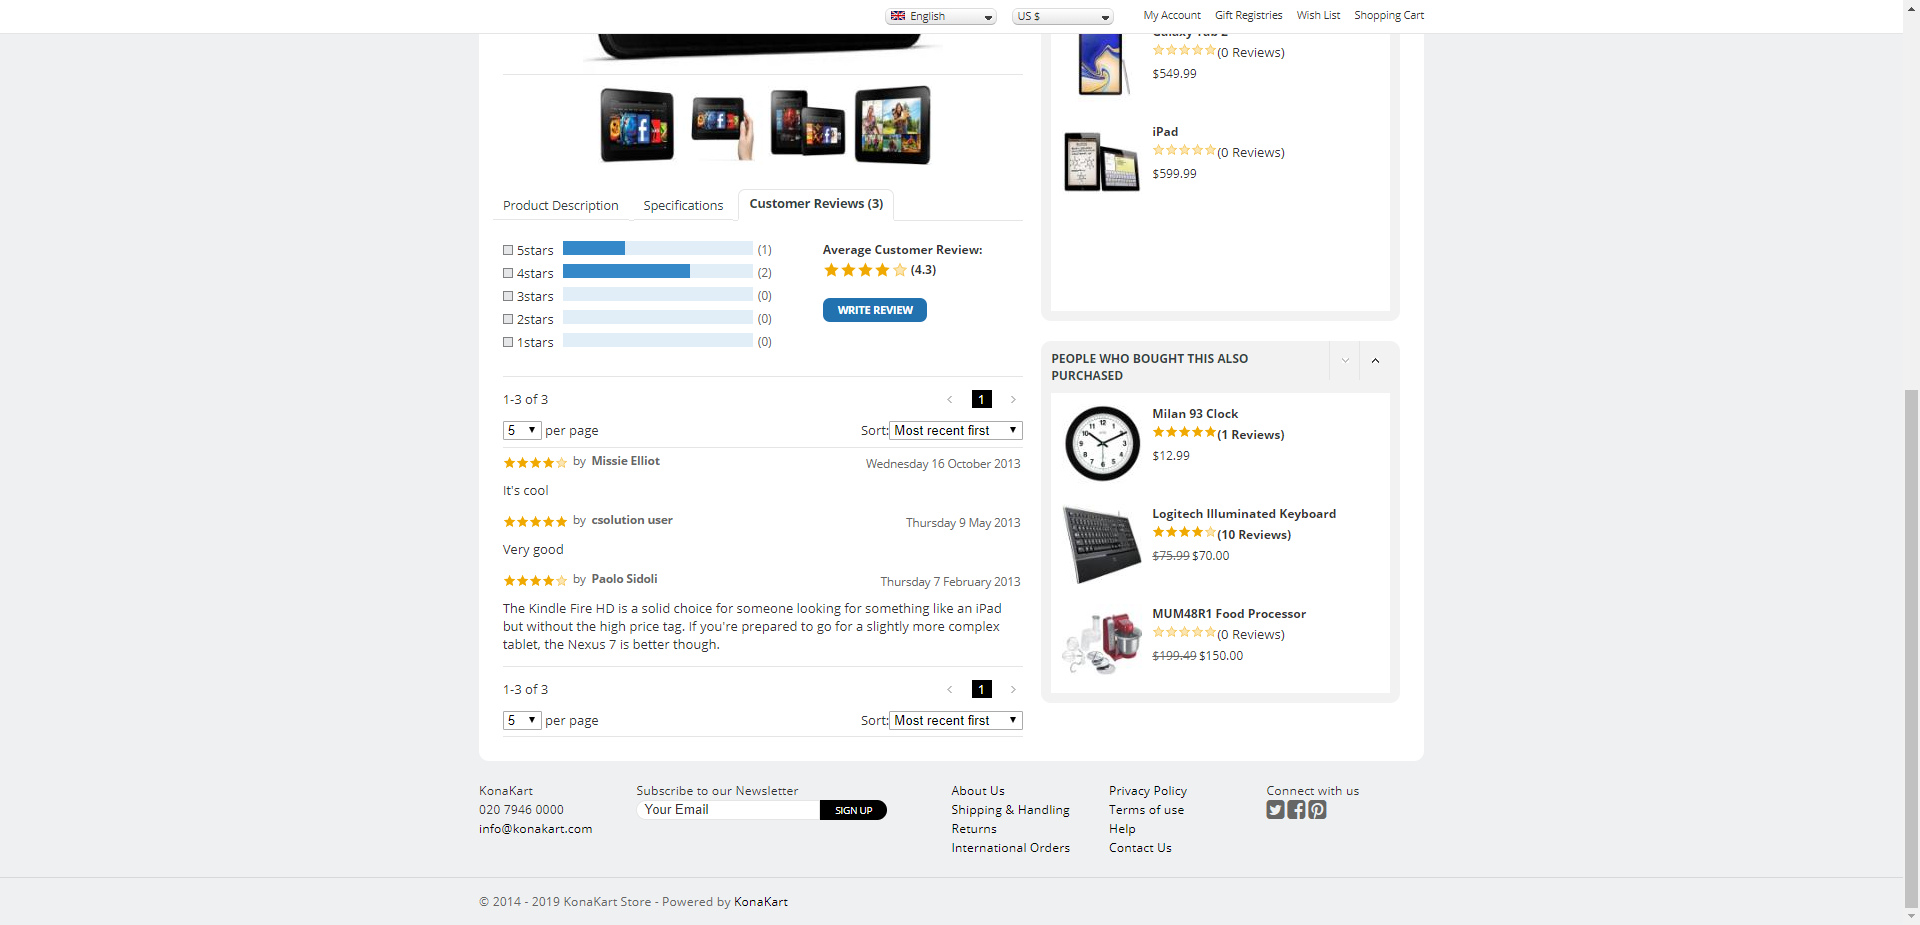 English
US $
My Account
Gift Registries
Wish List
Shopping Cart
Galaxy Tab 2
(0 Reviews)
$549.99
iPad
(0 Reviews)
$599.99
Product Description
Specifications
Customer Reviews (3)
5stars (1)
4stars (2)
3stars (0)
2stars (0)
1stars (0)
Average Customer Review:
(4.3)
WRITE REVIEW
1-3 of 3
< 1 >
5 per page
Sort: Most recent first
by Missie Elliot Wednesday 16 October 2013
It's cool
by csolution user Thursday 9 May 2013
Very good
by Paolo Sidoli Thursday 7 February 2013
The Kindle Fire HD is a solid choice for someone looking for something like an iPad
but without the high price tag. If you're prepared to go for a slightly more complex
tablet, the Nexus 7 is better though.
1-3 of 3
< 1 >
5 per page
Sort: Most recent first
PEOPLE WHO BOUGHT THIS ALSO
PURCHASED
Milan 93 Clock
(1 Reviews)
$12.99
Logitech Illuminated Keyboard
(10 Reviews)
$75.99 $70.00
MUM48R1 Food Processor
(0 Reviews)
$199.49 $150.00
KonaKart
020 7946 0000
info@konakart.com
Subscribe to our Newsletter
Your Email
SIGN UP
About Us
Shipping & Handling
Returns
International Orders
Privacy Policy
Terms of use
Help
Contact Us
Connect with us
© 2014 - 2019 KonaKart Store - Powered by KonaKart